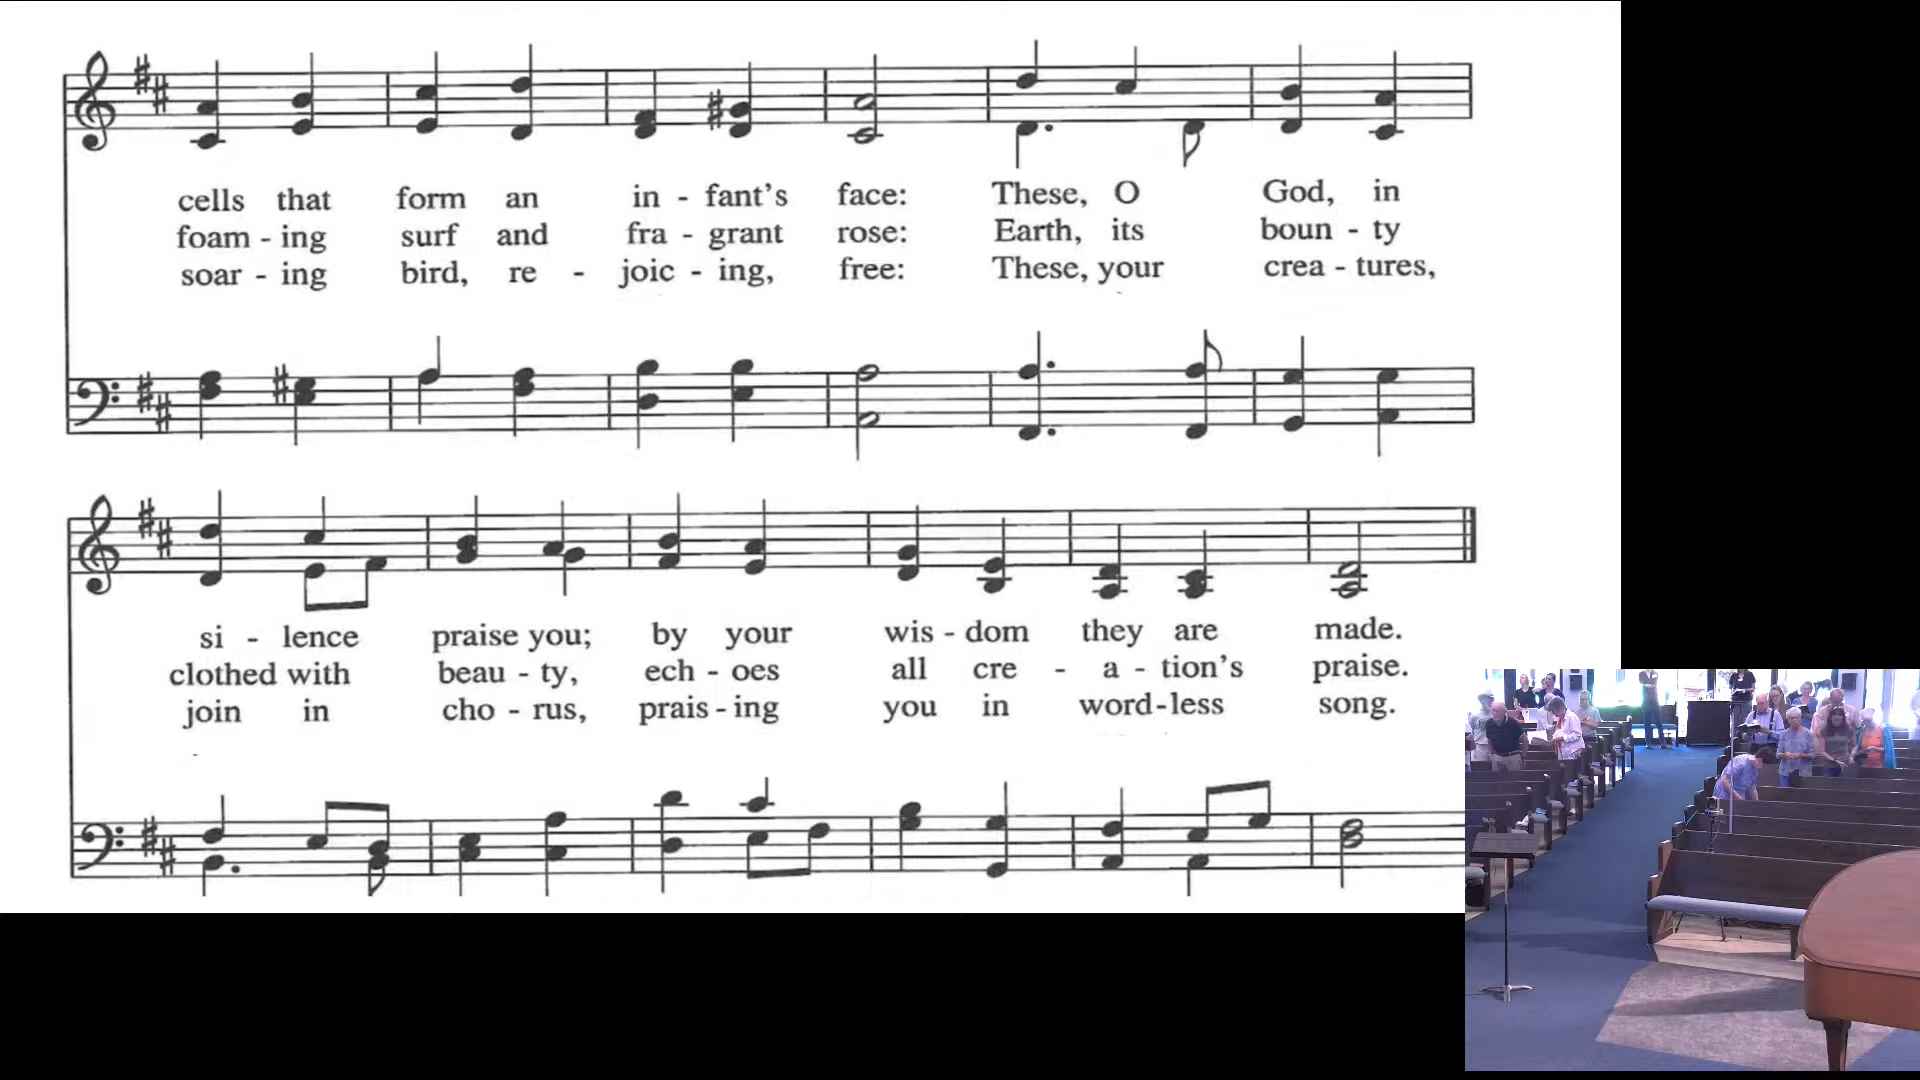 cells that form an in - fant's face: These, O God, in
foam - ing surf and fra - grant rose: Earth, its boun - ty
soar - ing bird, re - joic - ing, free: These, your crea - tures,
si - lence praise you; by your wis - dom they are made.
clothed with beau - ty, ech - oes all cre - a - tion's praise.
join in cho - rus, prais - ing you in word - less song.